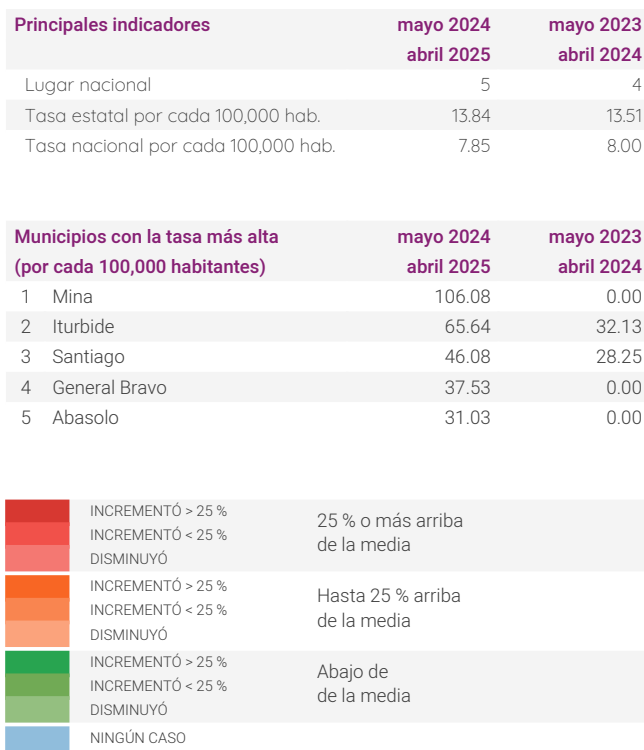 Principales indicadores mayo 2024 mayo 2023
abril 2025 abril 2024
Lugar nacional 5 4
Tasa estatal por cada 100,000 hab. 13.84 13.51
Tasa nacional por cada 100,000 hab. 7.85 8.00
Municipios con la tasa más alta mayo 2024 mayo 2023
(por cada 100,000 habitantes) abril 2025 abril 2024
1 Mina 106.08 0.00
2 Iturbide 65.64 32.13
3 Santiago 46.08 28.25
4 General Bravo 37.53 0.00
5 Abasolo 31.03 0.00
INCREMENTÓ > 25 %
INCREMENTÓ < 25 %
DISMINUYÓ
25 % o más arriba
de la media
INCREMENTÓ > 25 %
INCREMENTÓ < 25 %
DISMINUYÓ
Hasta 25 % arriba
de la media
INCREMENTÓ > 25 %
INCREMENTÓ < 25 %
DISMINUYÓ
Abajo de
de la media
NINGÚN CASO